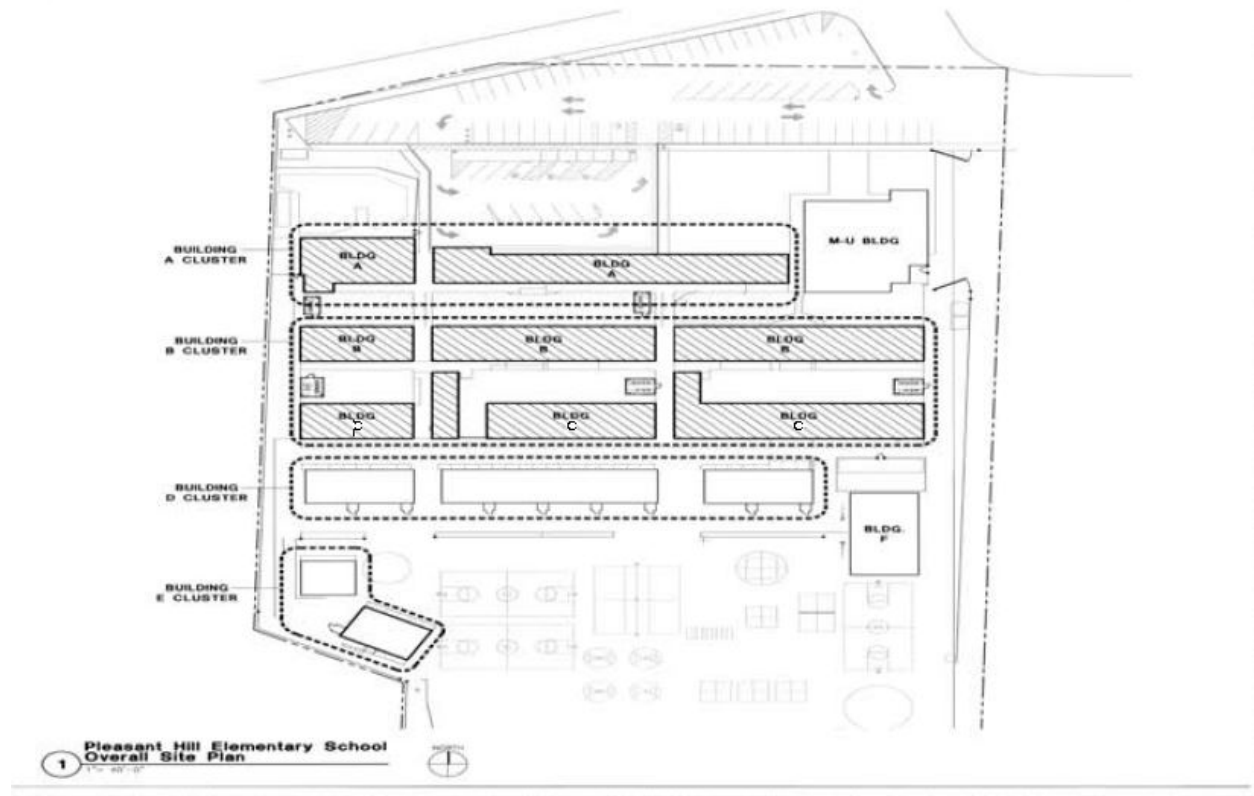 BUILDING
A CLUSTER
BLDG
A
BLDG
A
M-U BLDG
BUILDING
B CLUSTER
BLDG
B
BLDG
B
BLDG
B
BLDG
C
BLDG
C
C
BUILDING
D CLUSTER
BLDG.
F
BUILDING
E CLUSTER
1
Pleasant Hill Elementary School
Overall Site Plan
NORTH